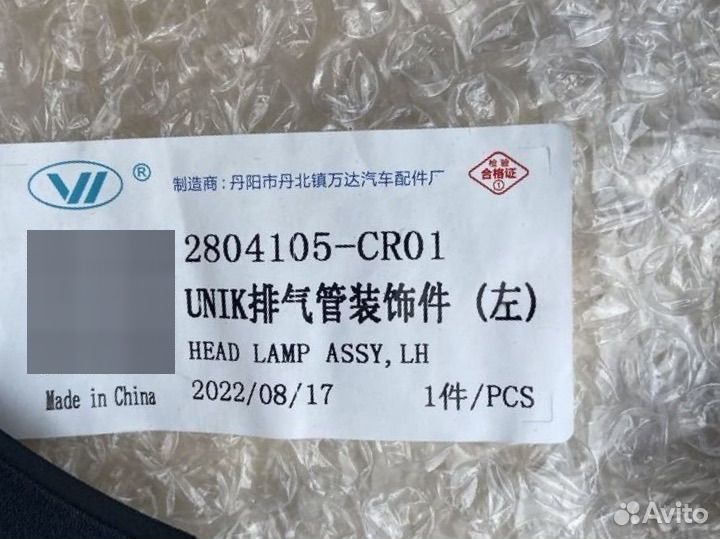 ®
制造商:丹阳市丹北镇万达汽车配件厂
检验
合格证
①
2804105-CR01
UNIK排气管装饰件 (左)
HEAD LAMP ASSY,LH
Made in China
2022/08/17
1件/PCS
Avito